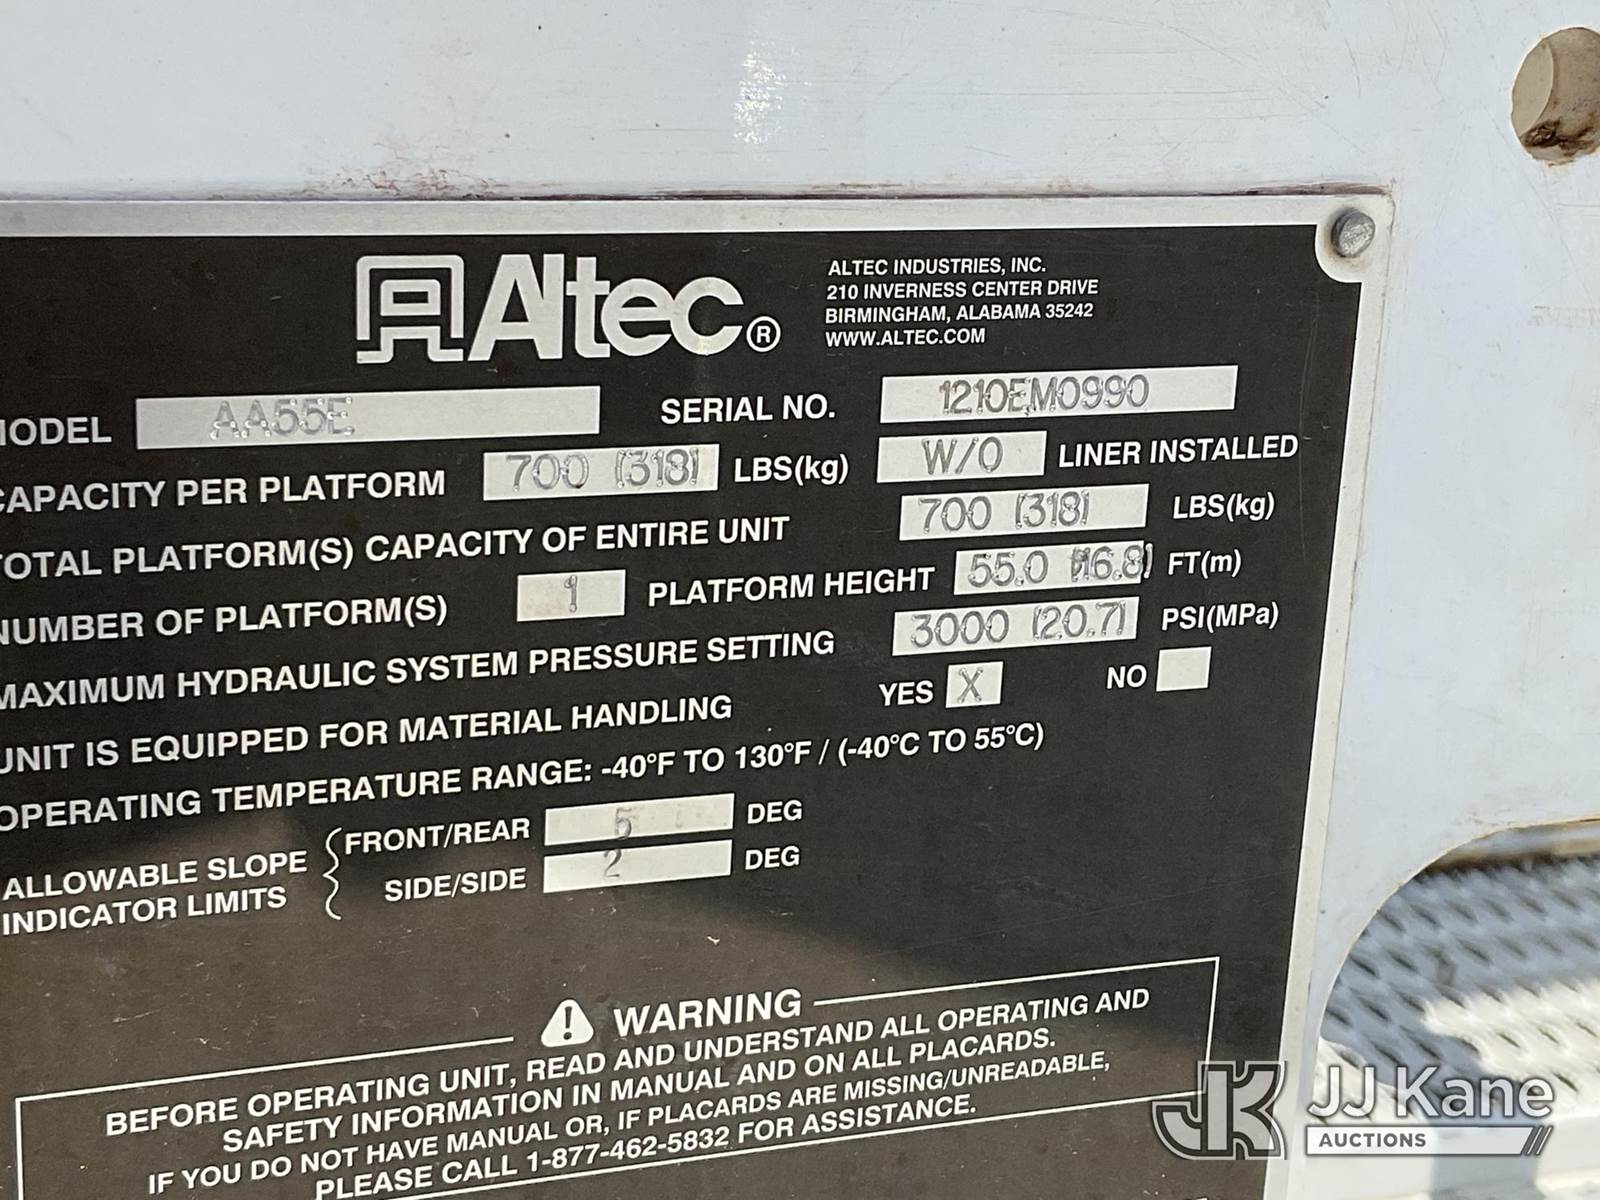 Altec®
ALTEC INDUSTRIES, INC.
210 INVERNESS CENTER DRIVE
BIRMINGHAM, ALABAMA 35242
WWW.ALTEC.COM
MODEL AA55E SERIAL NO. 1210EM0990
CAPACITY PER PLATFORM 700 (318) LBS(kg) W/O LINER INSTALLED
TOTAL PLATFORM(S) CAPACITY OF ENTIRE UNIT 700 (318) LBS(kg)
NUMBER OF PLATFORM(S) 1 PLATFORM HEIGHT 55.0 (16.8) FT(m)
MAXIMUM HYDRAULIC SYSTEM PRESSURE SETTING 3000 (20.7) PSI(MPa)
UNIT IS EQUIPPED FOR MATERIAL HANDLING YES X NO
OPERATING TEMPERATURE RANGE: -40°F TO 130°F / (-40°C TO 55°C)
ALLOWABLE SLOPE INDICATOR LIMITS
FRONT/REAR 5 DEG
SIDE/SIDE 2 DEG
WARNING
BEFORE OPERATING UNIT, READ AND UNDERSTAND ALL OPERATING AND
SAFETY INFORMATION IN MANUAL AND ON ALL PLACARDS.
IF YOU DO NOT HAVE MANUAL OR, IF PLACARDS ARE MISSING/UNREADABLE,
PLEASE CALL 1-877-462-5832 FOR ASSISTANCE.
JK JJ Kane
AUCTIONS